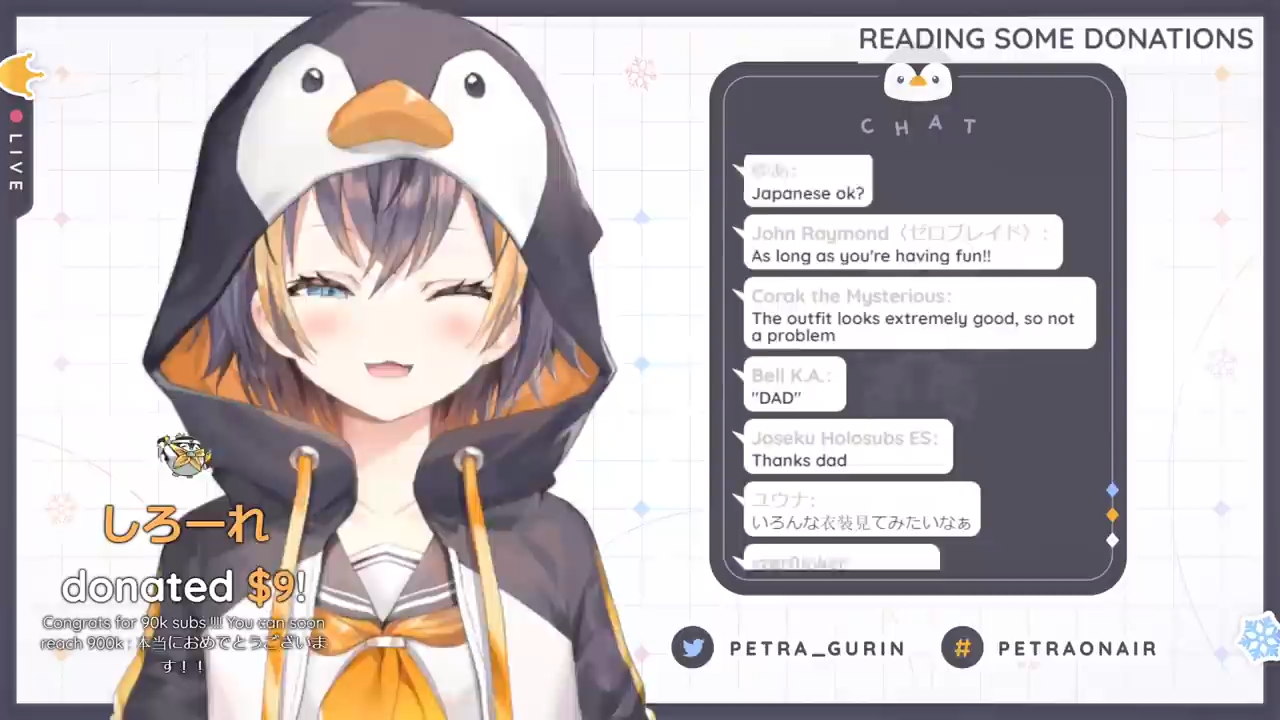 READING SOME DONATIONS
LIVE
CHAT
Japanese ok?
John Raymond〈ゼロブレイド〉:
As long as you're having fun!!
Corak the Mysterious:
The outfit looks extremely good, so not
a problem
Bell K.A.:
"DAD"
Joseku Holosubs ES:
Thanks dad
ユウナ:
いろんな衣装見てみたいなぁ
しろーれ
donated $9!
Congrats for 90k subs !!!! You can soon
reach 900k : 本当におめでとうございま
す！！
PETRA_GURIN
# PETRAONAIR